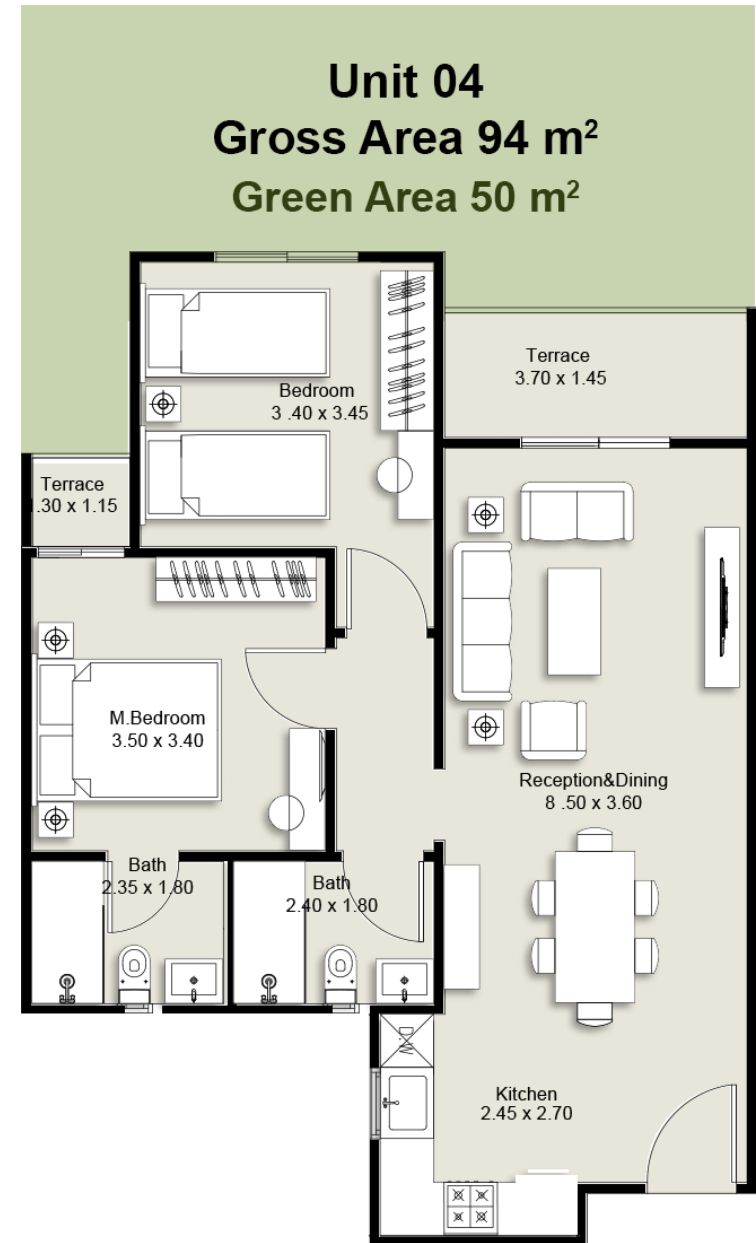 Unit 04
Gross Area 94 m²
Green Area 50 m²
Terrace
3.70 x 1.45
Bedroom
3 .40 x 3.45
Terrace
.30 x 1.15
M.Bedroom
3.50 x 3.40
Reception&Dining
8 .50 x 3.60
Bath
2.35 x 1.80
Bath
2.40 x 1.80
D.W
Kitchen
2.45 x 2.70